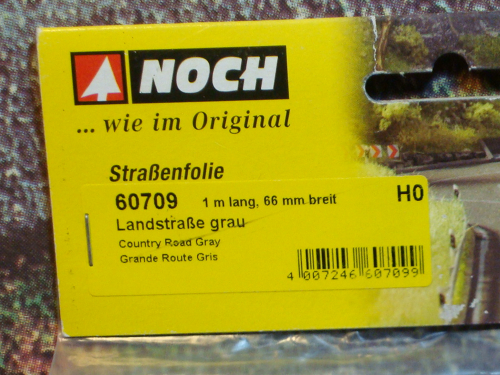 NOCH
... wie im Original
Straßenfolie
60709 1 m lang, 66 mm breit H0
Landstraße grau
Country Road Gray
Grande Route Gris
4 007246 607099